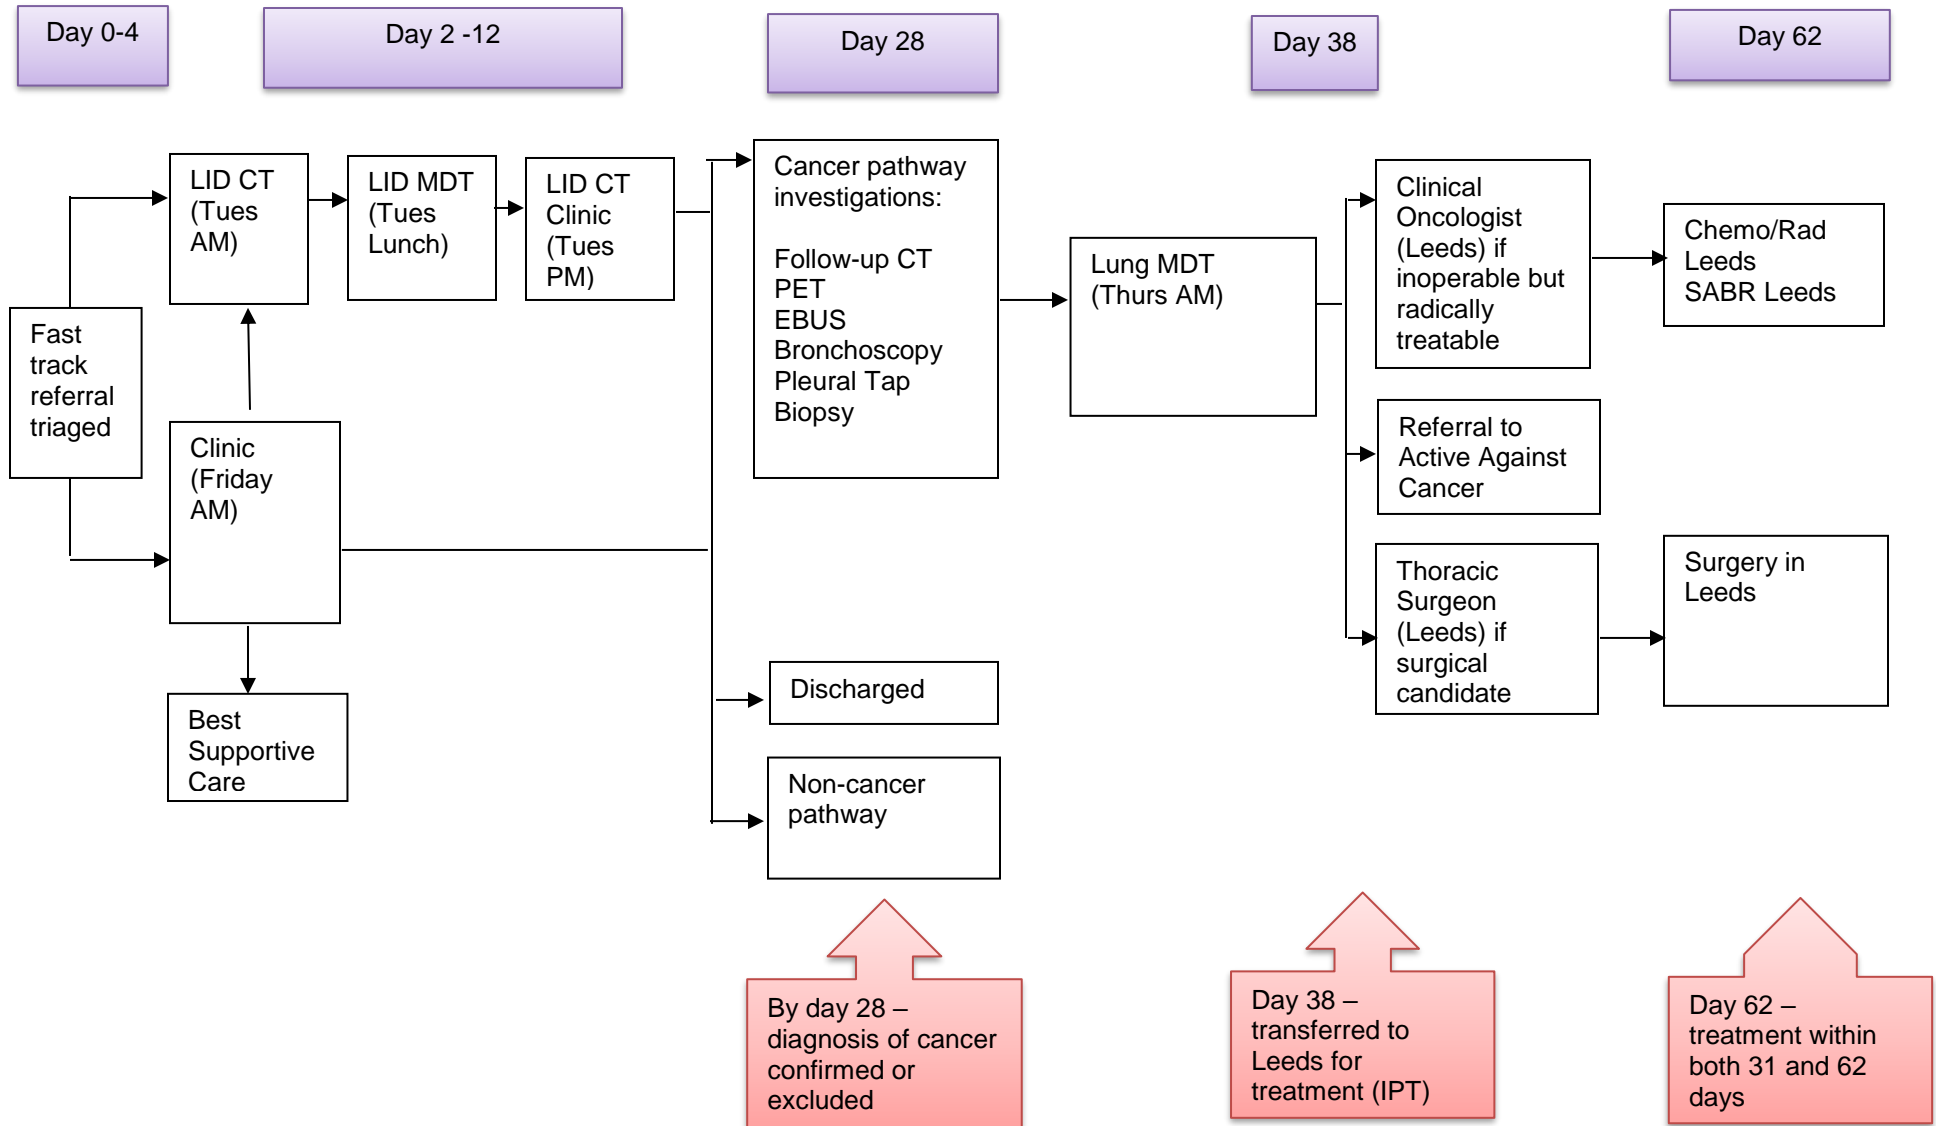 Day 0-4
Day 2 -12
Day 28
Day 38
Day 62
Fast
track
referral
triaged
LID CT
(Tues
AM)
LID MDT
(Tues
Lunch)
LID CT
Clinic
(Tues
PM)
Clinic
(Friday
AM)
Best
Supportive
Care
Cancer pathway
investigations:
Follow-up CT
PET
EBUS
Bronchoscopy
Pleural Tap
Biopsy
Discharged
Non-cancer
pathway
Lung MDT
(Thurs AM)
Clinical
Oncologist
(Leeds) if
inoperable but
radically
treatable
Referral to
Active Against
Cancer
Thoracic
Surgeon
(Leeds) if
surgical
candidate
Chemo/Rad
Leeds
SABR Leeds
Surgery in
Leeds
By day 28 –
diagnosis of cancer
confirmed or
excluded
Day 38 –
transferred to
Leeds for
treatment (IPT)
Day 62 –
treatment within
both 31 and 62
days